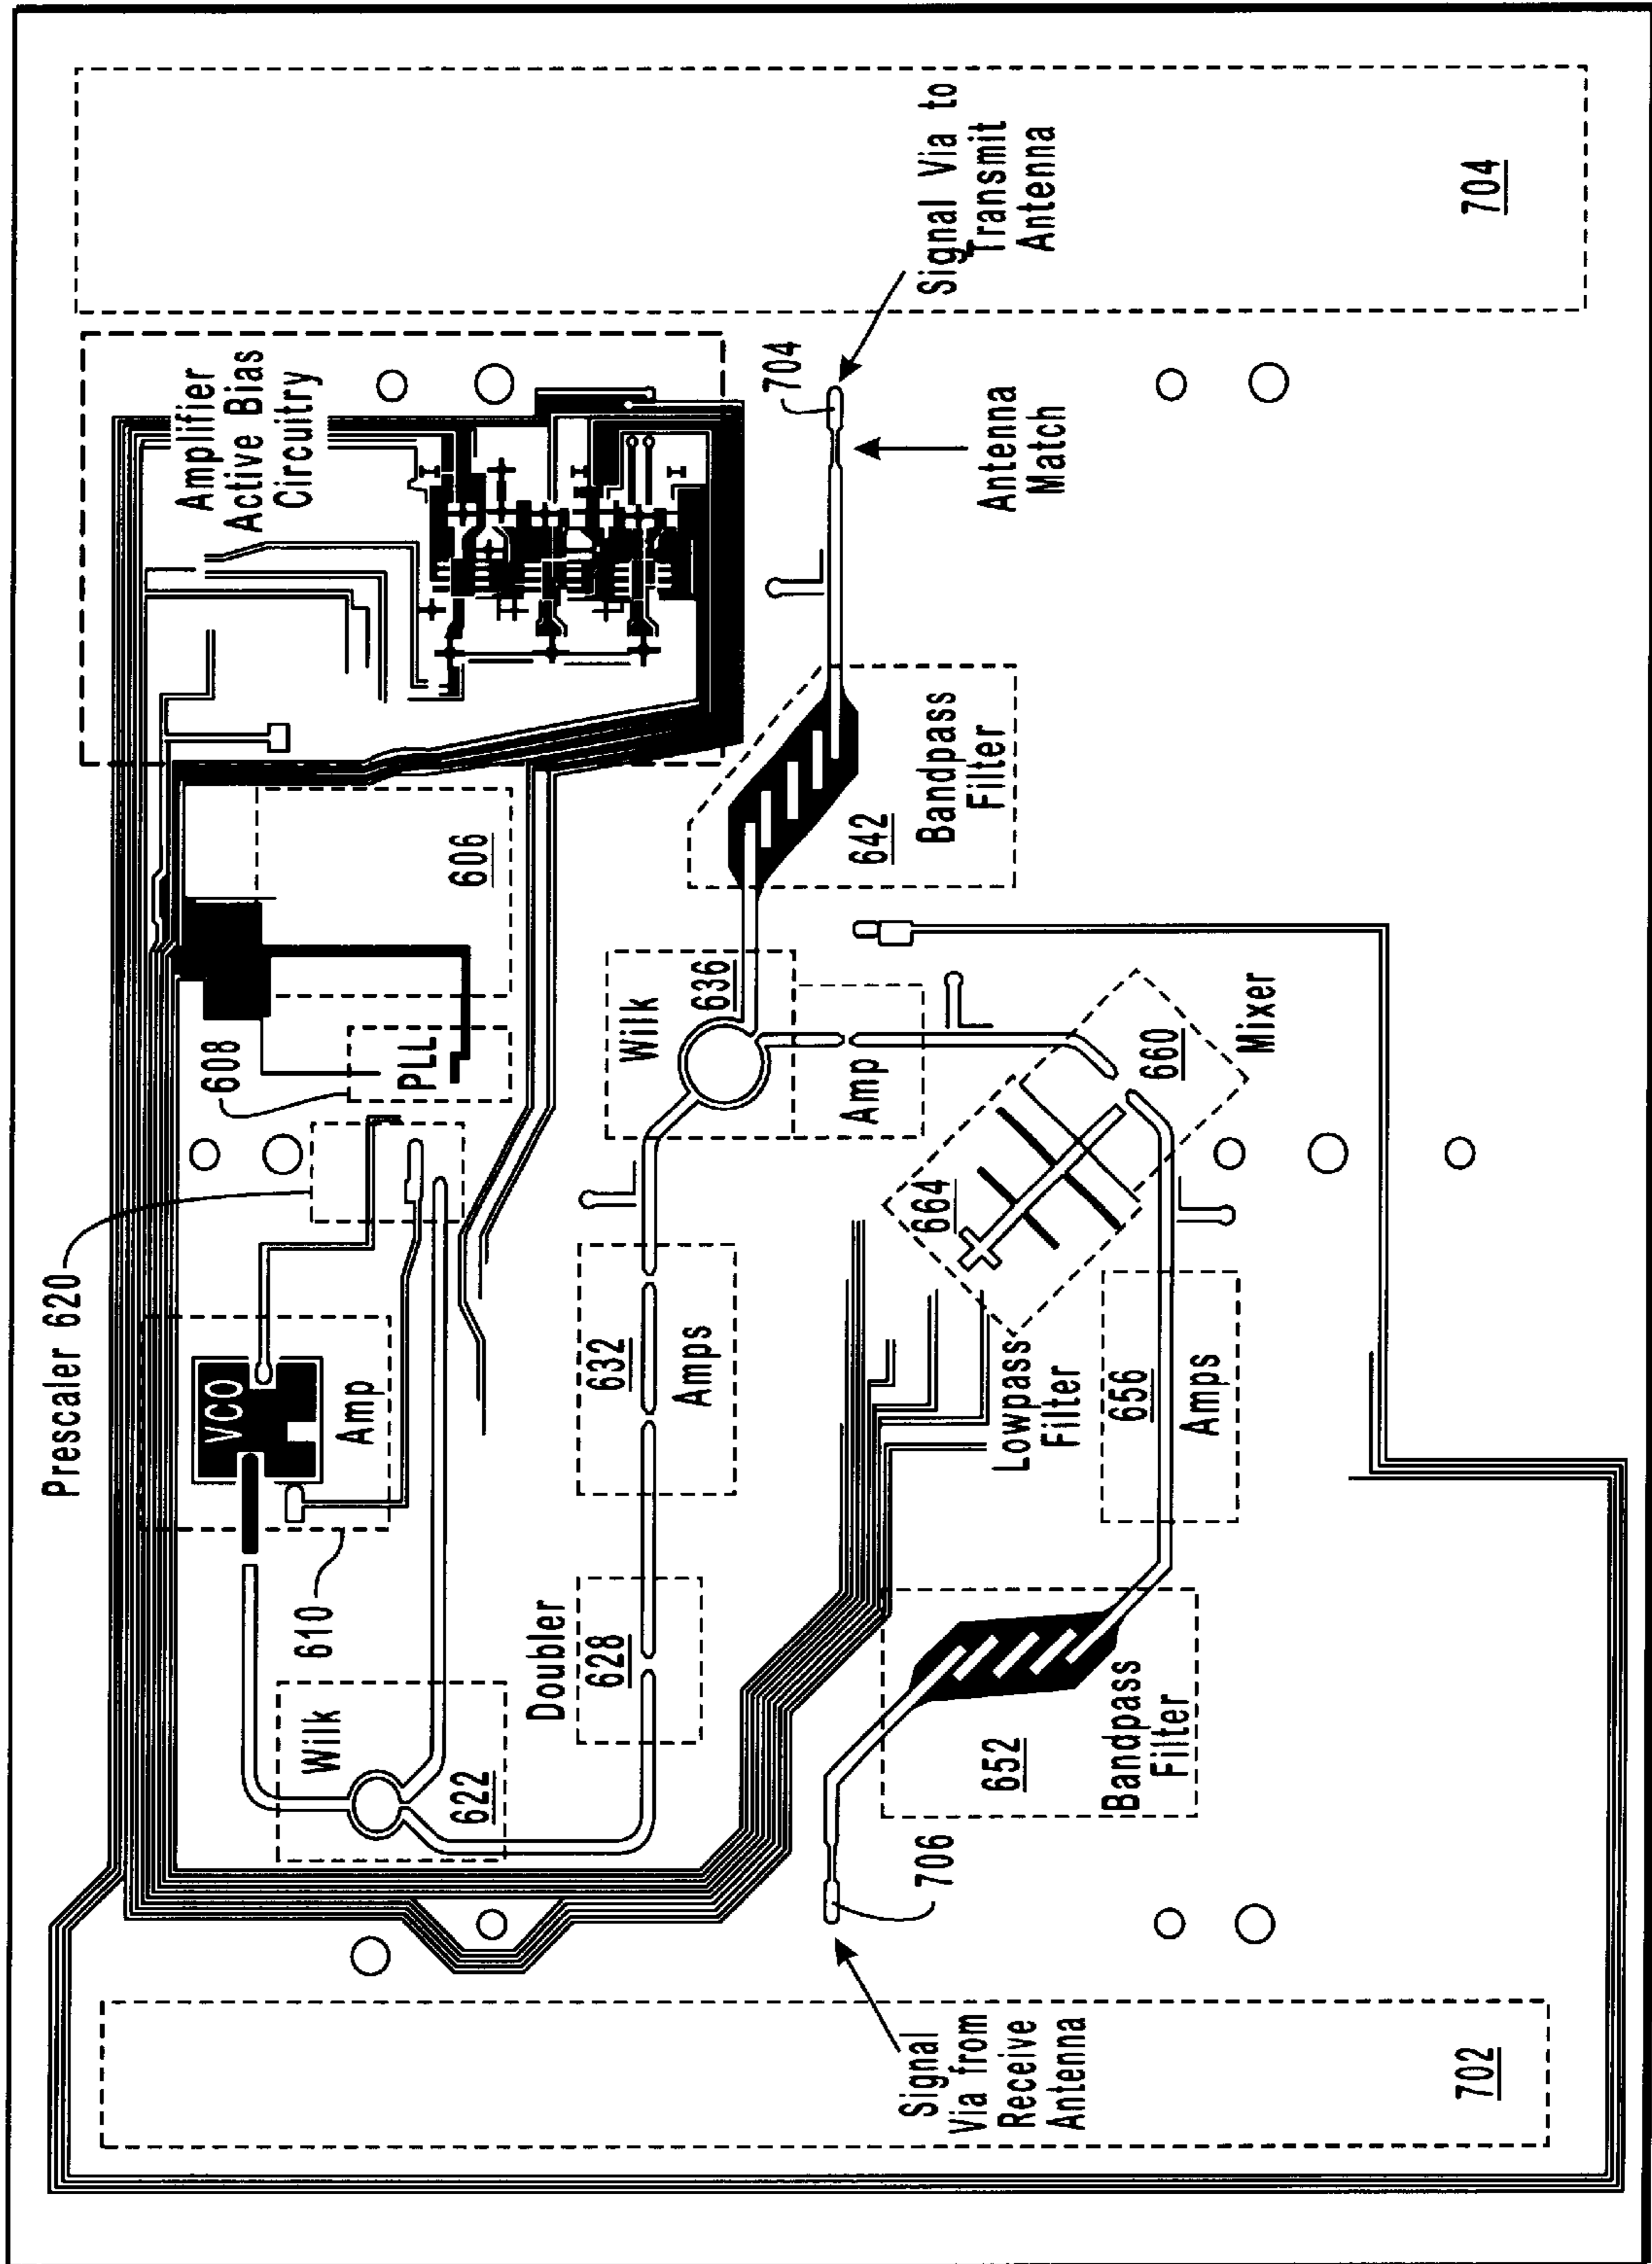 Prescaler 620
608
PLL
606
Amplifier
Active Bias
Circuitry
VCO
Amp
610
Wilk
622
Doubler
628
632
Amps
Wilk
636
Amp
642
Bandpass
Filter
704
Antenna
Match
Signal Via to
Transmit
Antenna
704
660
Mixer
664
Lowpass
Filter
656
Amps
652
Bandpass
Filter
706
Signal
Via from
Receive
Antenna
702